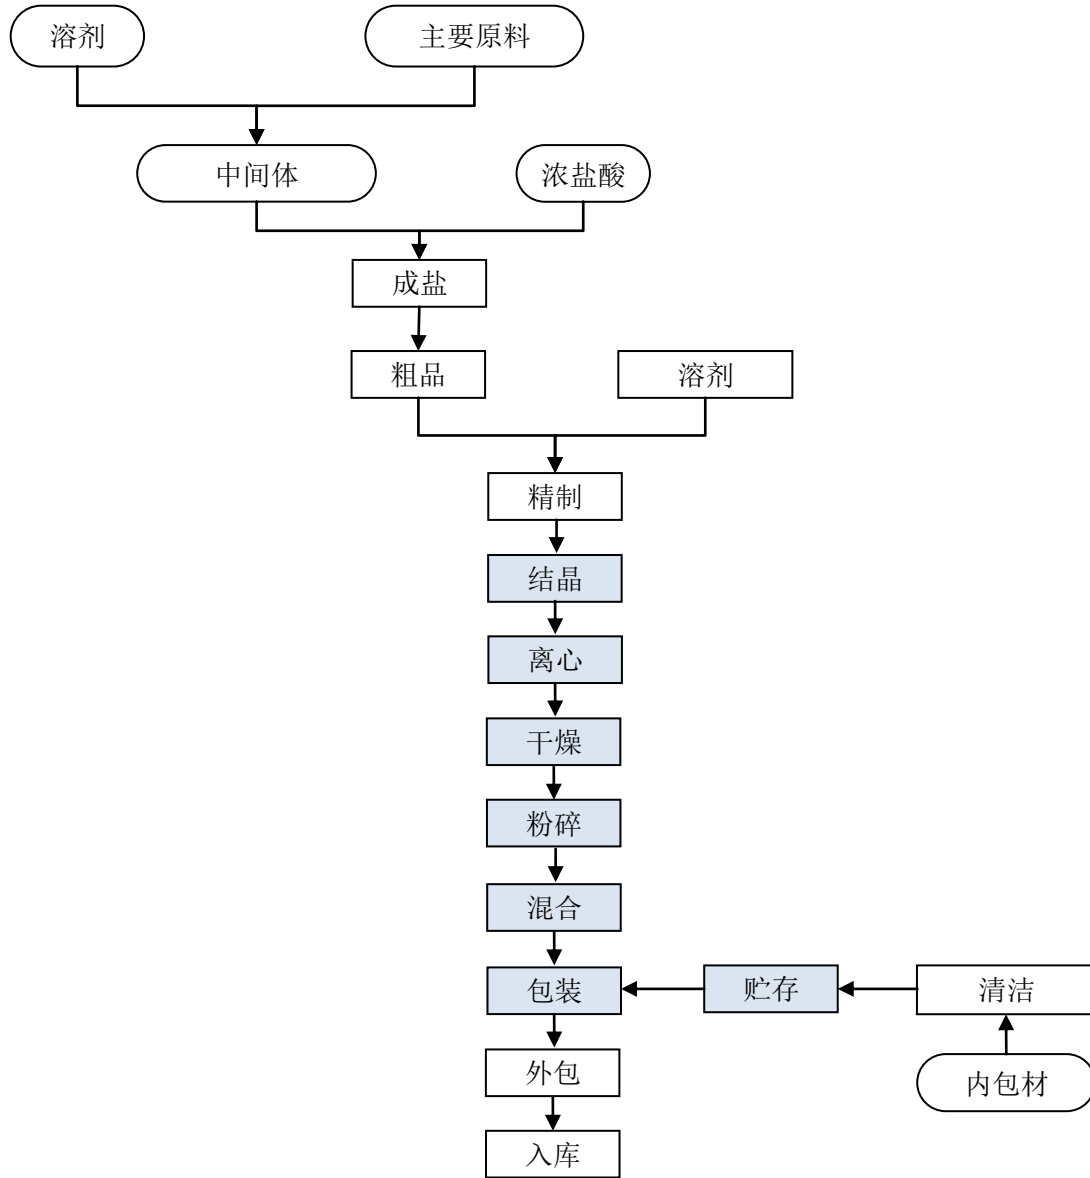 溶剂
主要原料
中间体
浓盐酸
成盐
粗品
溶剂
精制
结晶
离心
干燥
粉碎
混合
包装
贮存
清洁
外包
内包材
入库